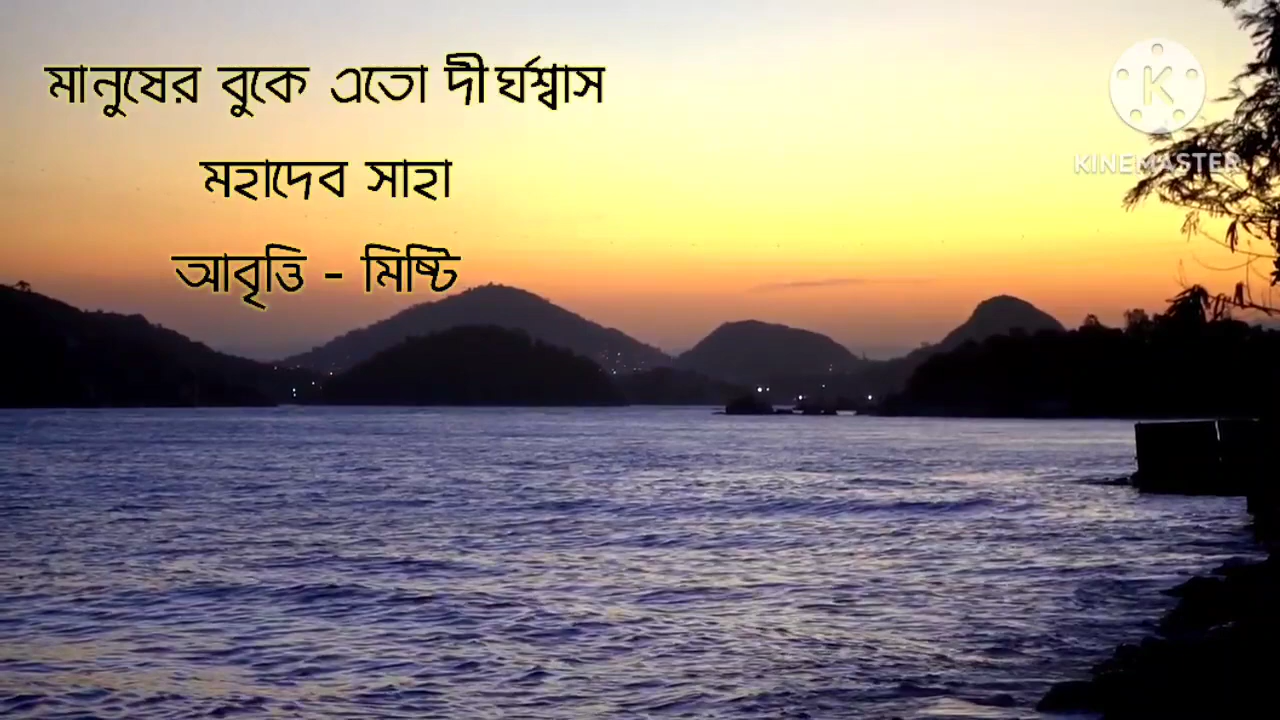 মানুষের বুকে এতো দীর্ঘশ্বাস
মহাদেব সাহা
আবৃত্তি - মিষ্টি
K
KINEMASTER